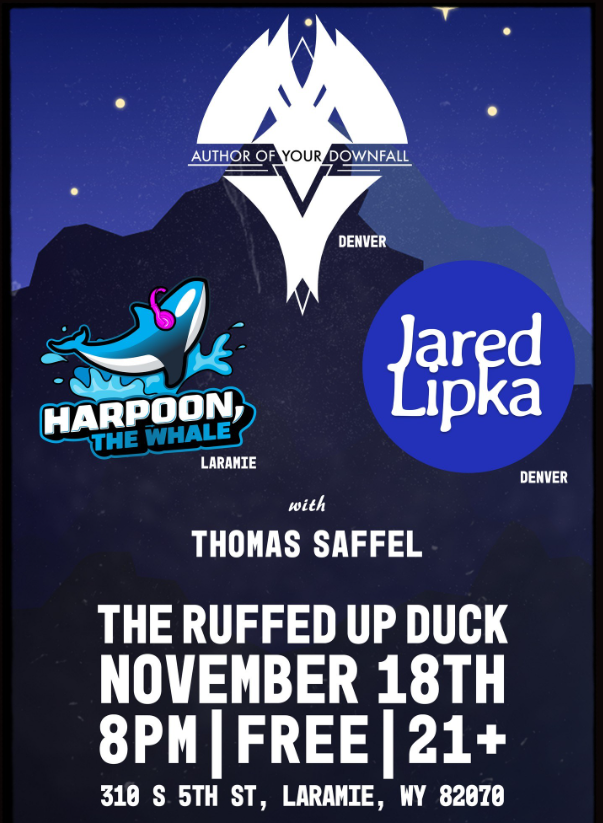 AUTHOR OF YOUR DOWNFALL
DENVER
HARPOON,
THE WHALE
LARAMIE
Jared
Lipka
DENVER
with
THOMAS SAFFEL
THE RUFFED UP DUCK
NOVEMBER 18TH
8PM|FREE|21+
310 S 5TH ST, LARAMIE, WY 82070